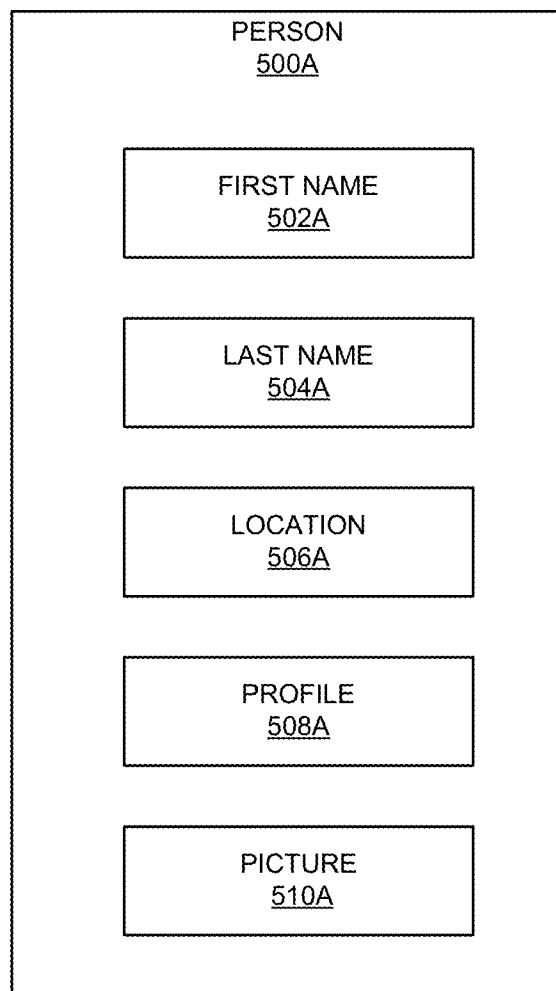 PERSON
500A
FIRST NAME
502A
LAST NAME
504A
LOCATION
506A
PROFILE
508A
PICTURE
510A